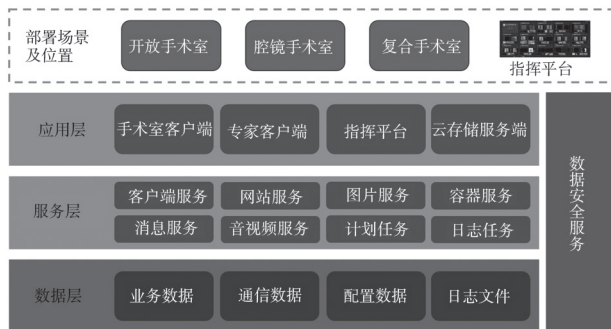 部署场景
及位置
开放手术室
腔镜手术室
复合手术室
指挥平台
应用层
手术室客户端
专家客户端
指挥平台
云存储服务端
服务层
客户端服务
网站服务
图片服务
容器服务
消息服务
音视频服务
计划任务
日志任务
数据层
业务数据
通信数据
配置数据
日志文件
数据安全服务